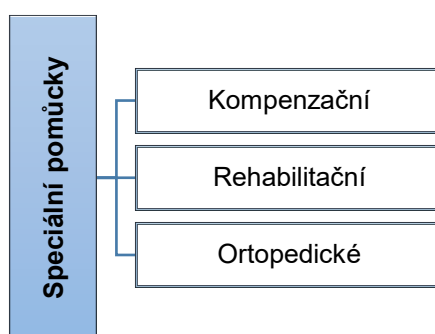 Speciální pomůcky
Kompenzační
Rehabilitační
Ortopedické